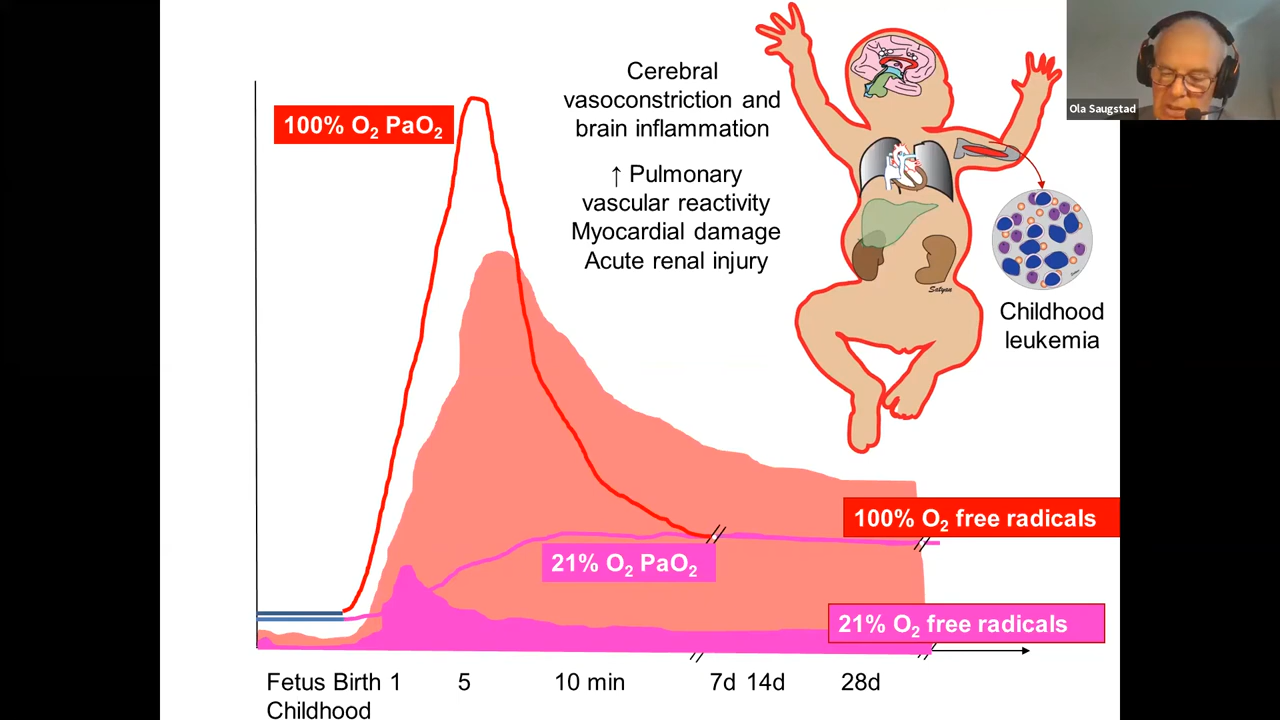 Cerebral
vasoconstriction and
brain inflammation
↑ Pulmonary
vascular reactivity
Myocardial damage
Acute renal injury
Ola Saugstad
100% O₂ PaO₂
Satyan
Childhood
leukemia
100% O₂ free radicals
21% O₂ PaO₂
21% O₂ free radicals
Fetus Birth 1 5 10 min 7d 14d 28d
Childhood